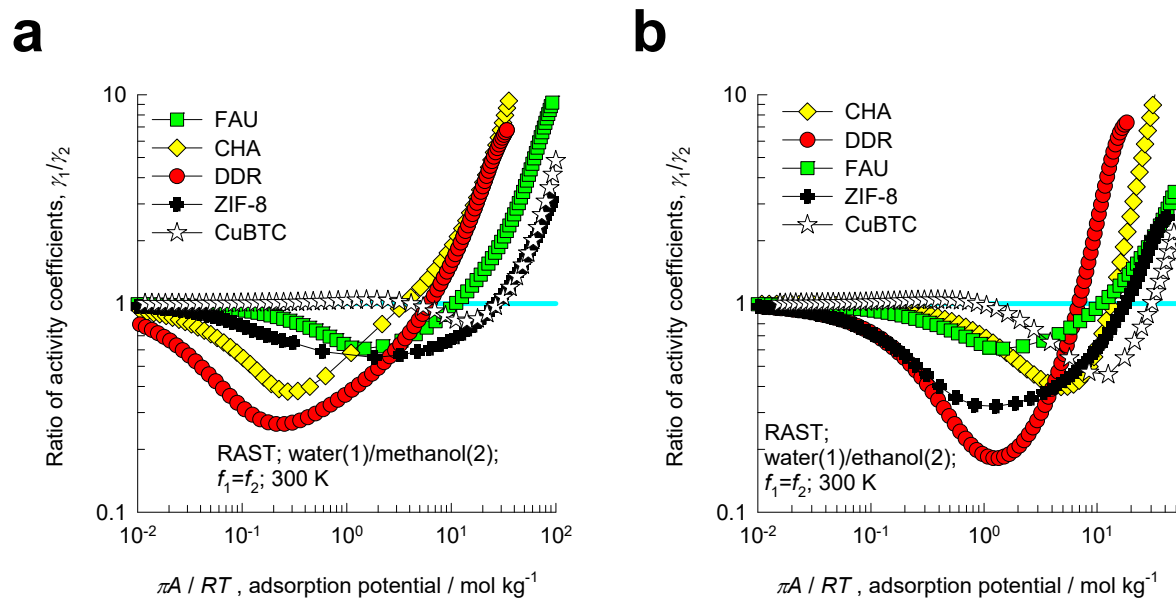 a
Ratio of activity coefficients, γ1/γ2
10
1
0.1
FAU
CHA
DDR
ZIF-8
CuBTC
RAST; water(1)/methanol(2);
f1=f2; 300 K
10-2
10-1
100
101
102
πA / RT , adsorption potential / mol kg-1
b
Ratio of activity coefficients, γ1/γ2
10
1
0.1
CHA
DDR
FAU
ZIF-8
CuBTC
RAST;
water(1)/ethanol(2);
f1=f2; 300 K
10-2
10-1
100
101
πA / RT , adsorption potential / mol kg-1